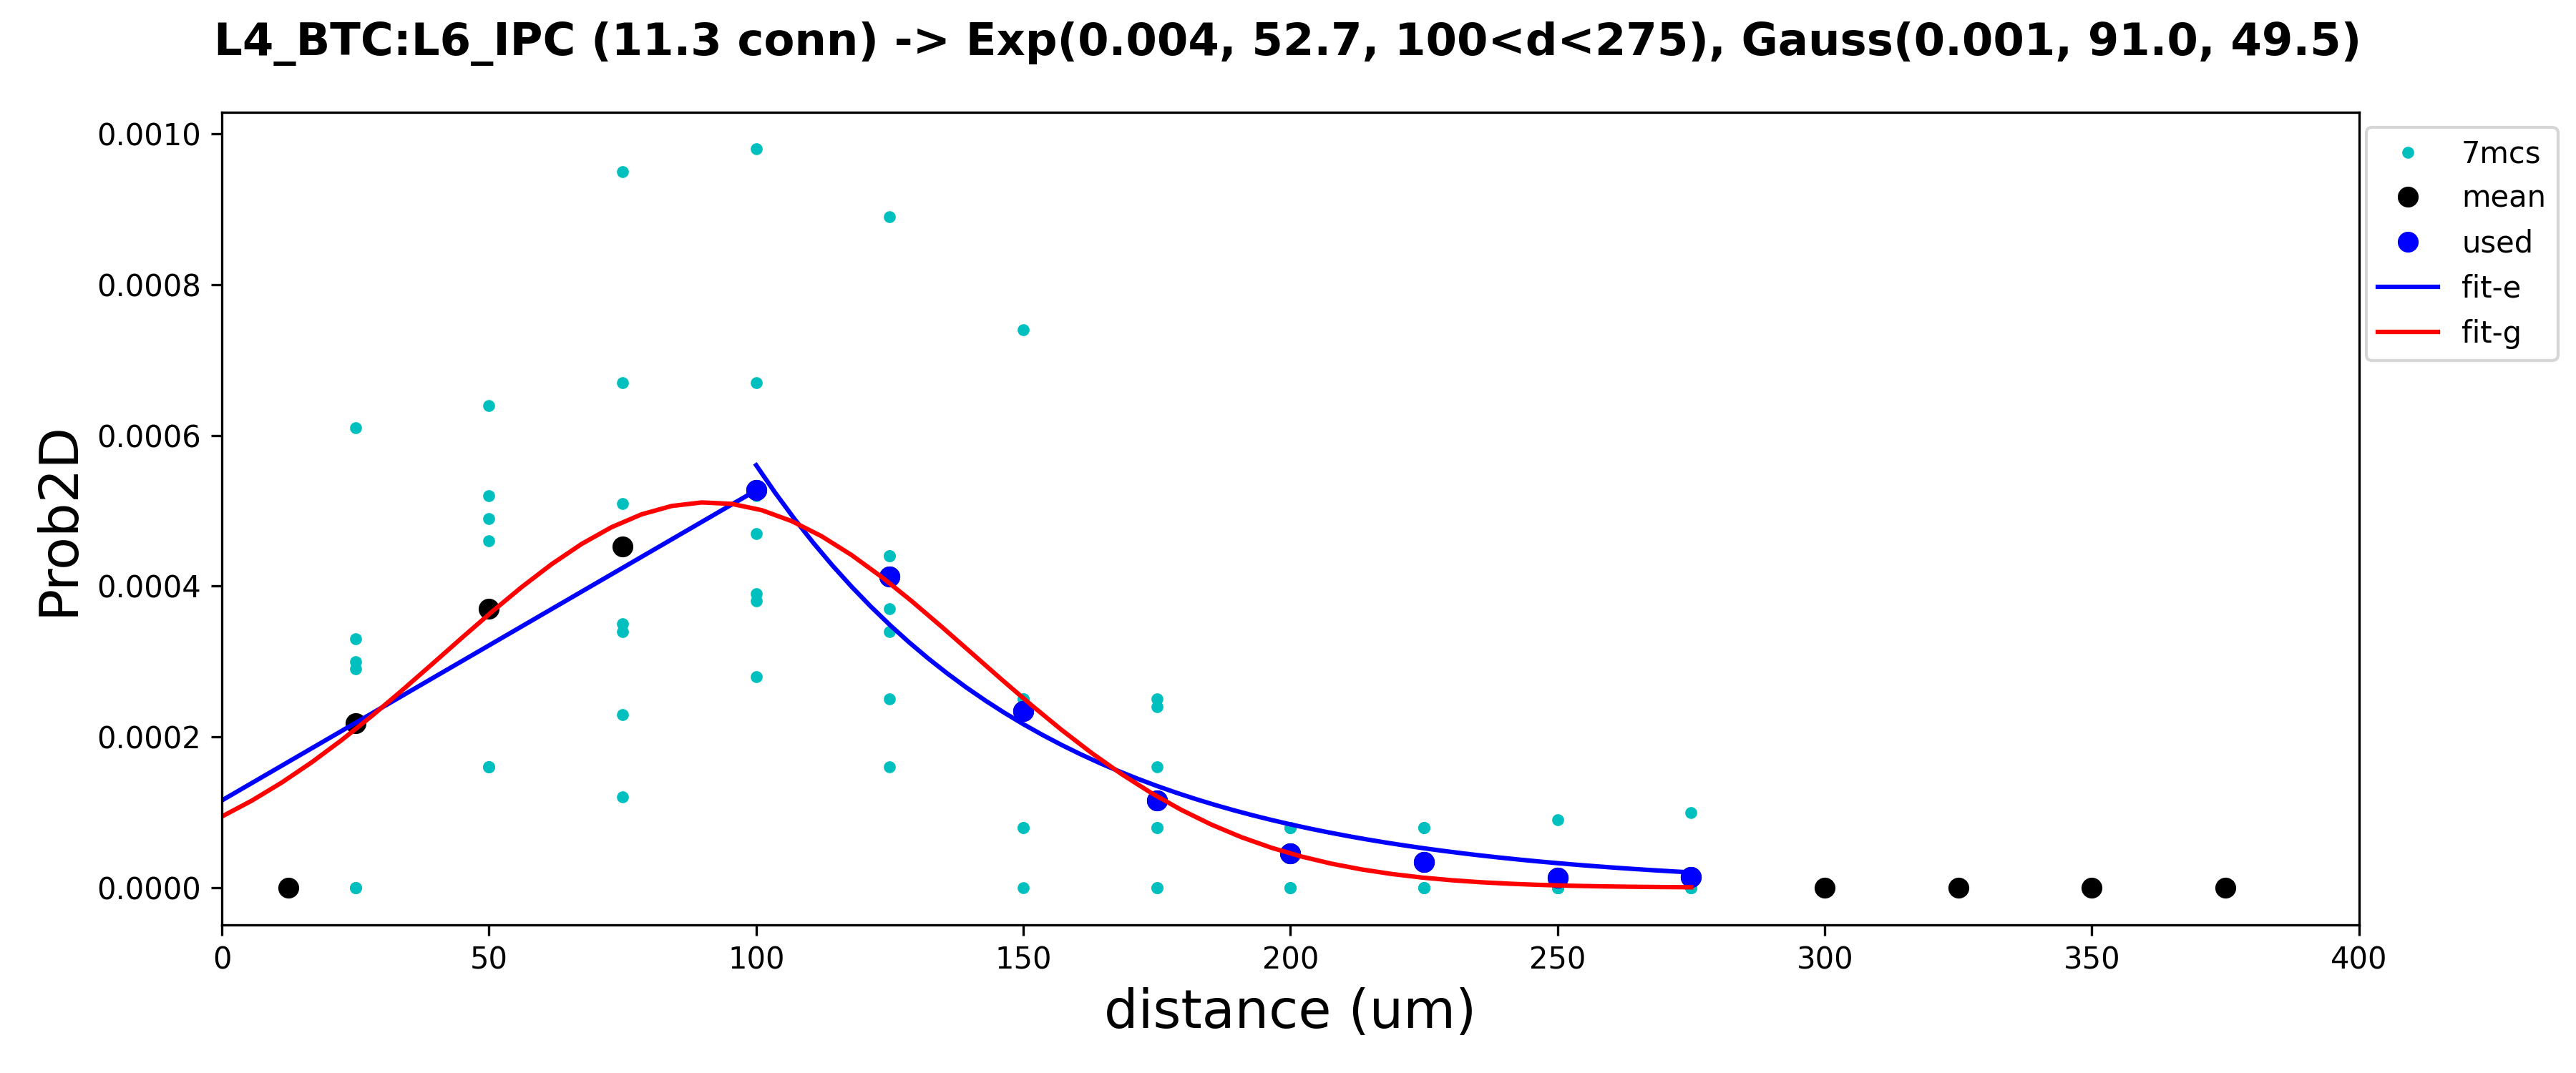 L4_BTC:L6_IPC (11.3 conn) -> Exp(0.004, 52.7, 100<d<275), Gauss(0.001, 91.0, 49.5)
0.0010
0.0008
0.0006
0.0004
0.0002
0.0000
Prob2D
0 50 100 150 200 250 300 350 400
distance (um)
7mcs
mean
used
fit-e
fit-g